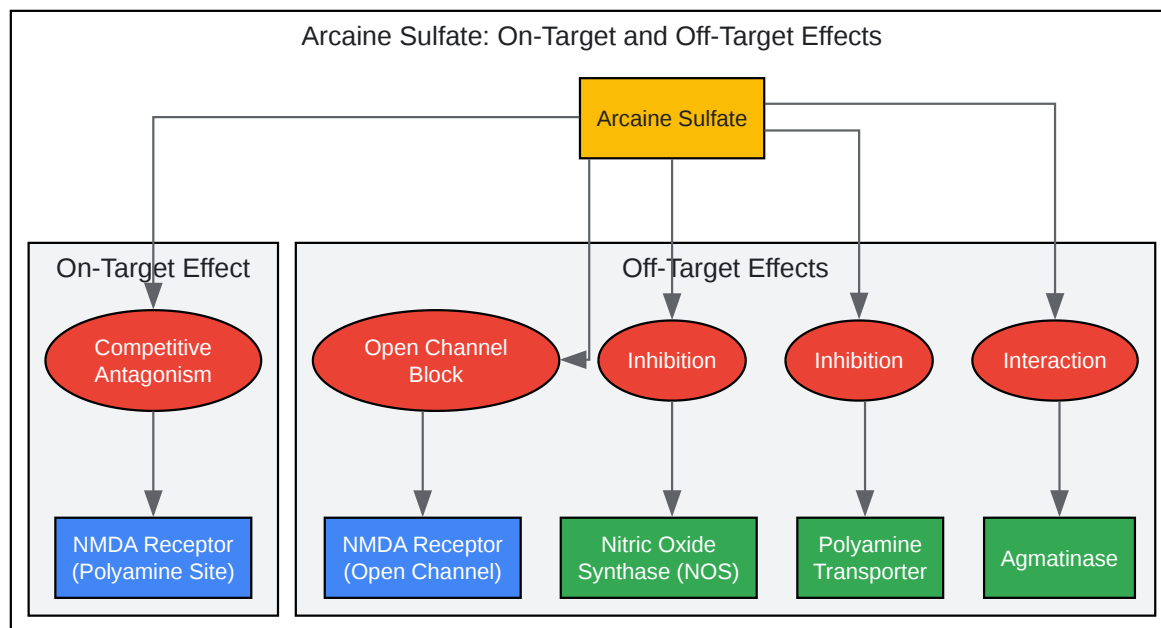 Arcaine Sulfate: On-Target and Off-Target Effects
Arcaine Sulfate
On-Target Effect
Off-Target Effects
Competitive
Antagonism
Open Channel
Block
Inhibition
Inhibition
Interaction
NMDA Receptor
(Polyamine Site)
NMDA Receptor
(Open Channel)
Nitric Oxide
Synthase (NOS)
Polyamine
Transporter
Agmatinase